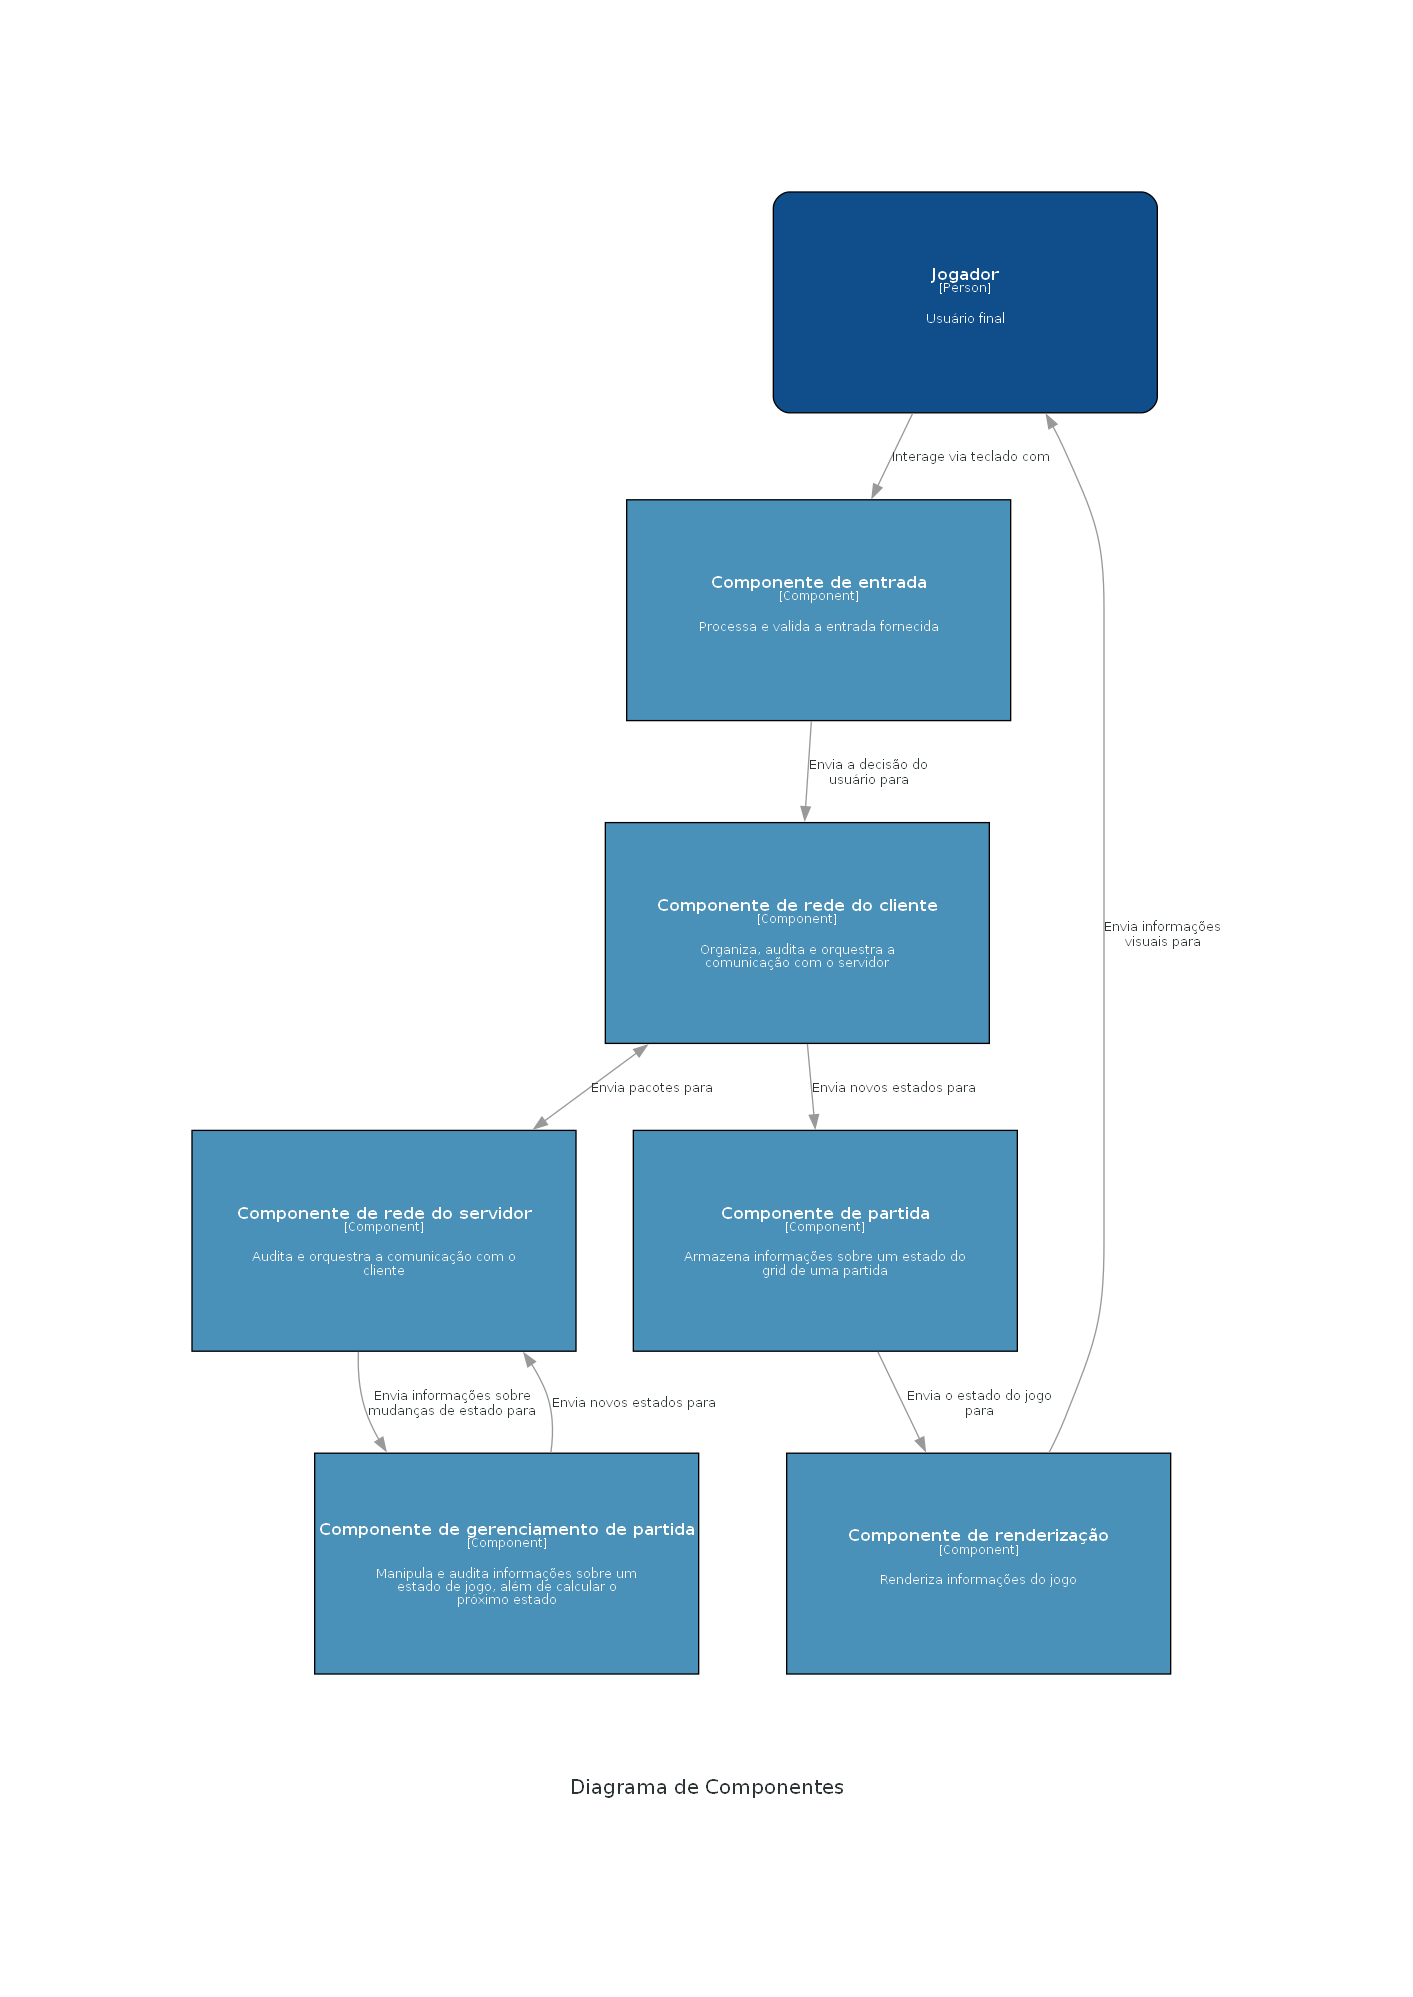 Jogador
[Person]
Usuário final
Interage via teclado com
Componente de entrada
[Component]
Processa e valida a entrada fornecida
Envia a decisão do
usuário para
Componente de rede do cliente
[Component]
Organiza, audita e orquestra a
comunicação com o servidor
Envia informações
visuais para
Envia pacotes para
Envia novos estados para
Componente de rede do servidor
[Component]
Audita e orquestra a comunicação com o
cliente
Componente de partida
[Component]
Armazena informações sobre um estado do
grid de uma partida
Envia informações sobre
mudanças de estado para
Envia novos estados para
Envia o estado do jogo
para
Componente de gerenciamento de partida
[Component]
Manipula e audita informações sobre um
estado de jogo, além de calcular o
próximo estado
Componente de renderização
[Component]
Renderiza informações do jogo
Diagrama de Componentes